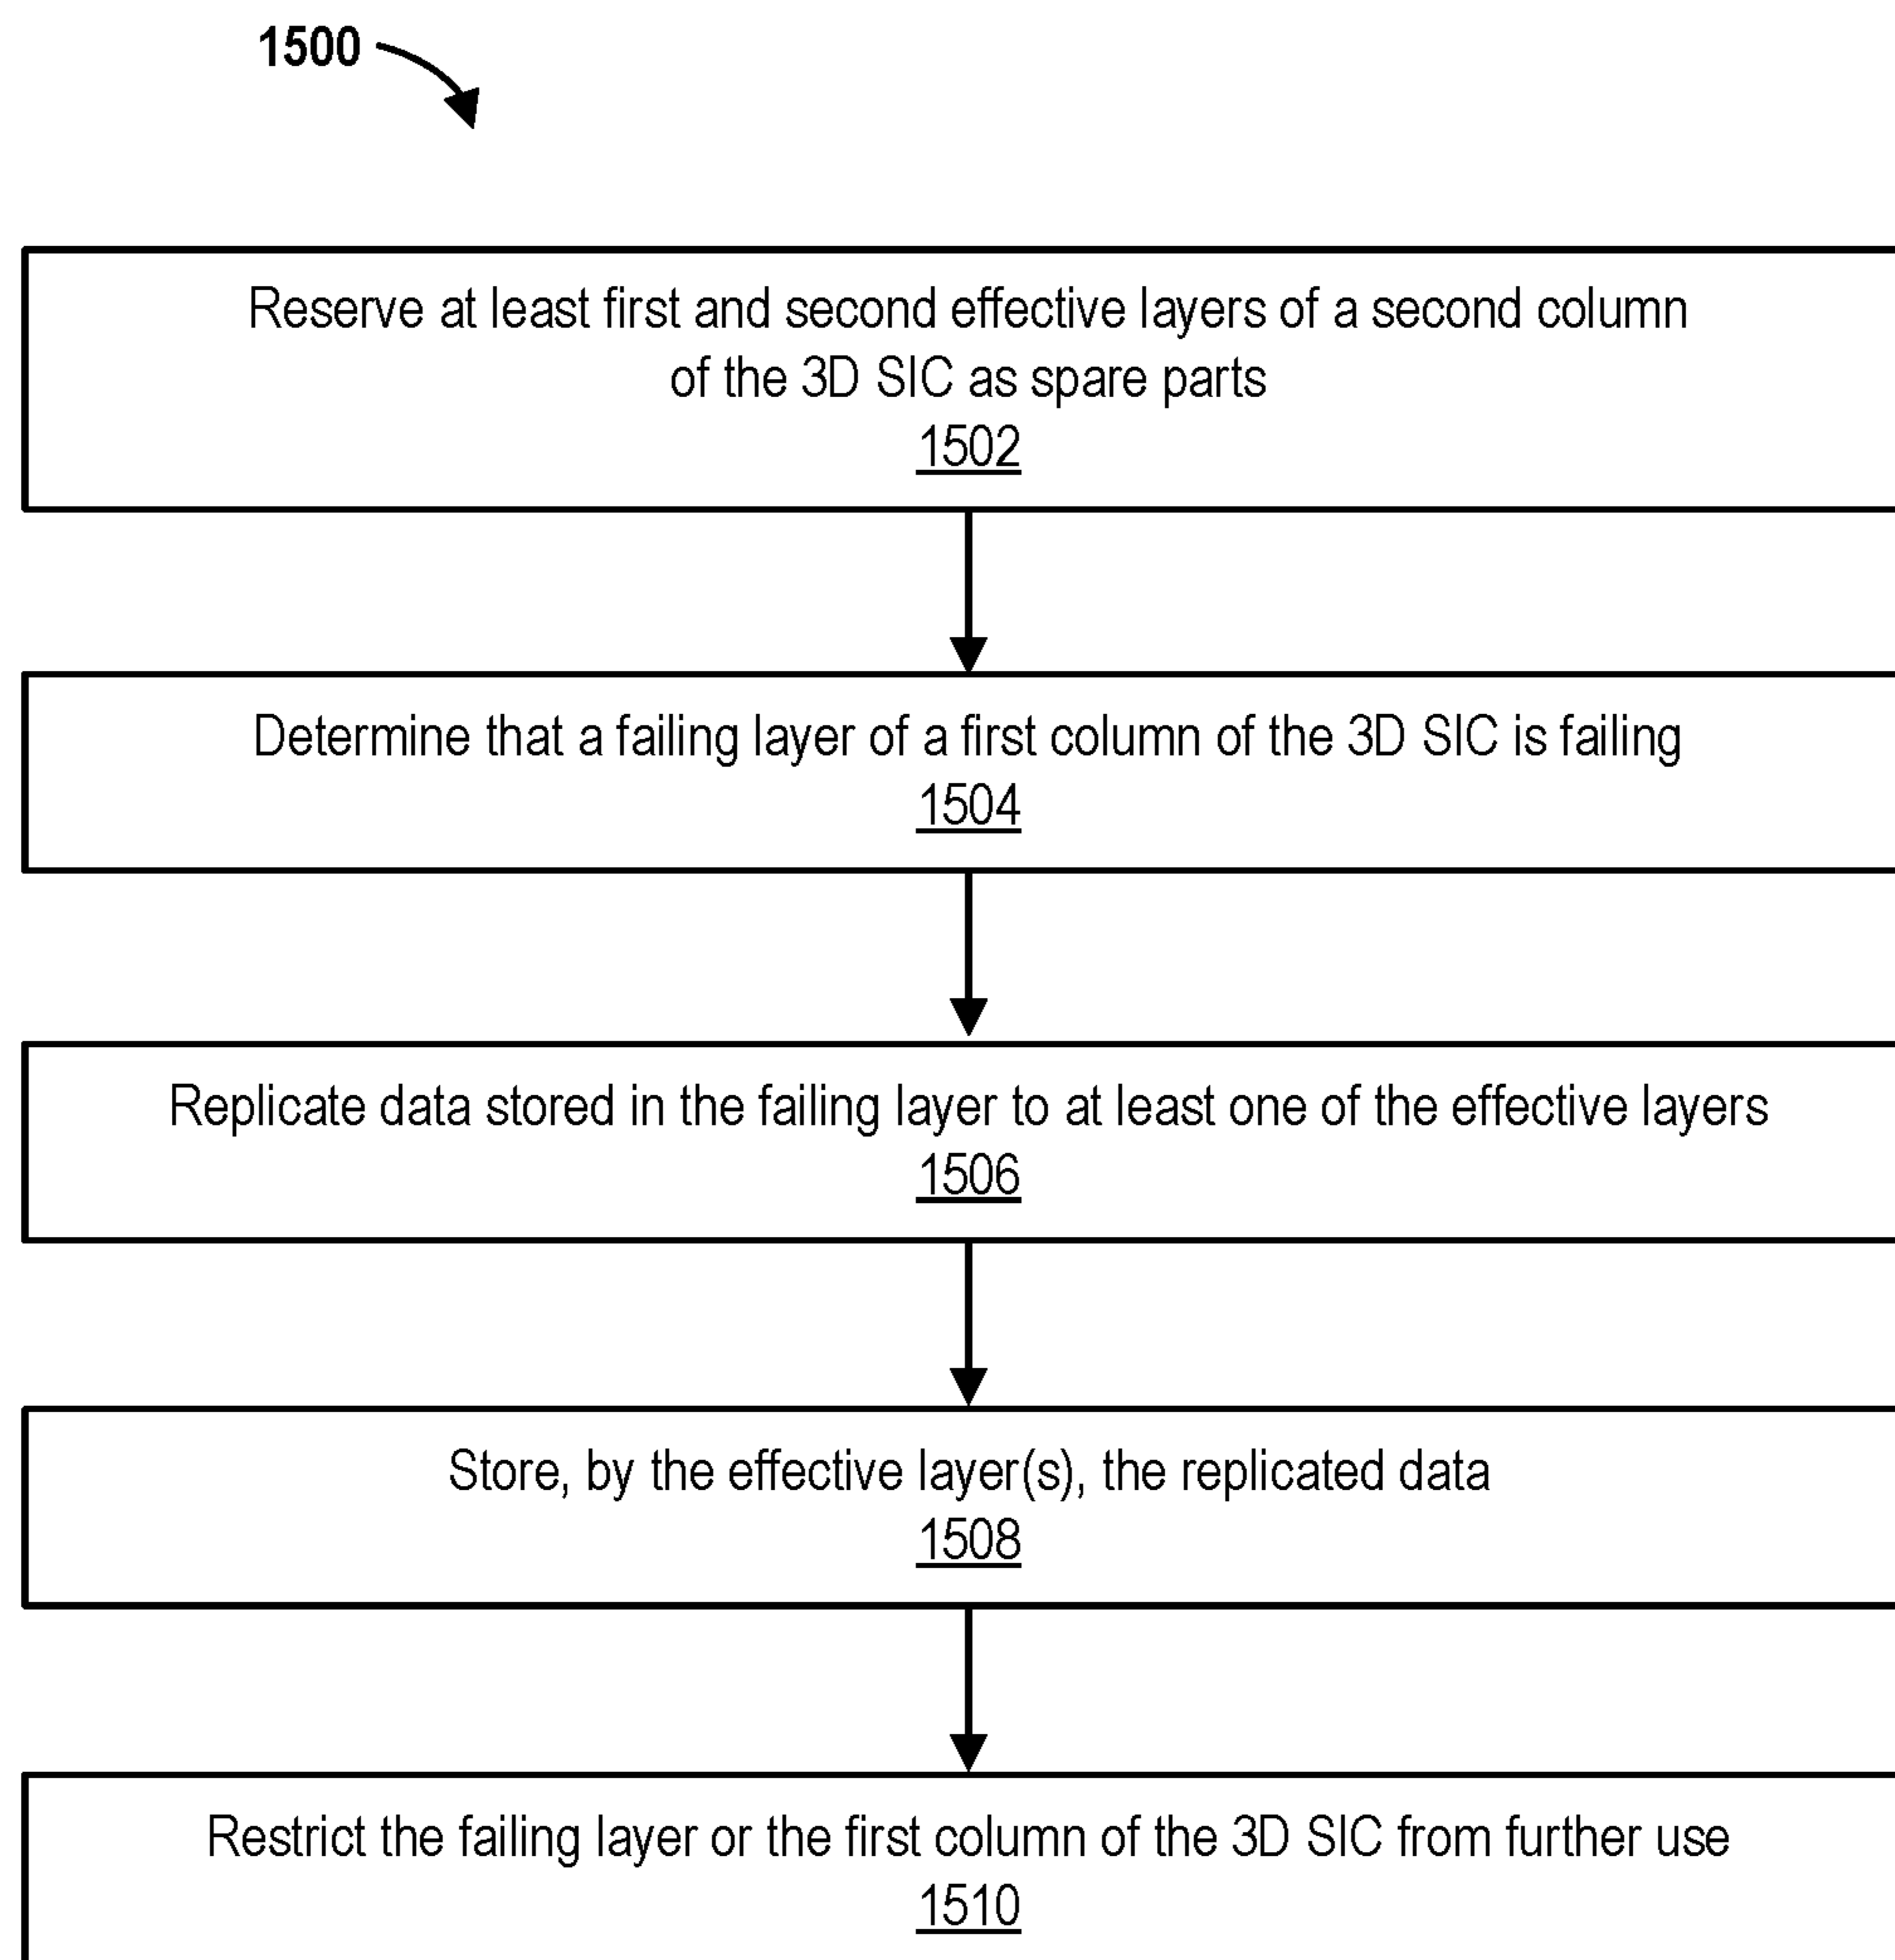 1500
Reserve at least first and second effective layers of a second column
of the 3D SIC as spare parts
1502
Determine that a failing layer of a first column of the 3D SIC is failing
1504
Replicate data stored in the failing layer to at least one of the effective layers
1506
Store, by the effective layer(s), the replicated data
1508
Restrict the failing layer or the first column of the 3D SIC from further use
1510